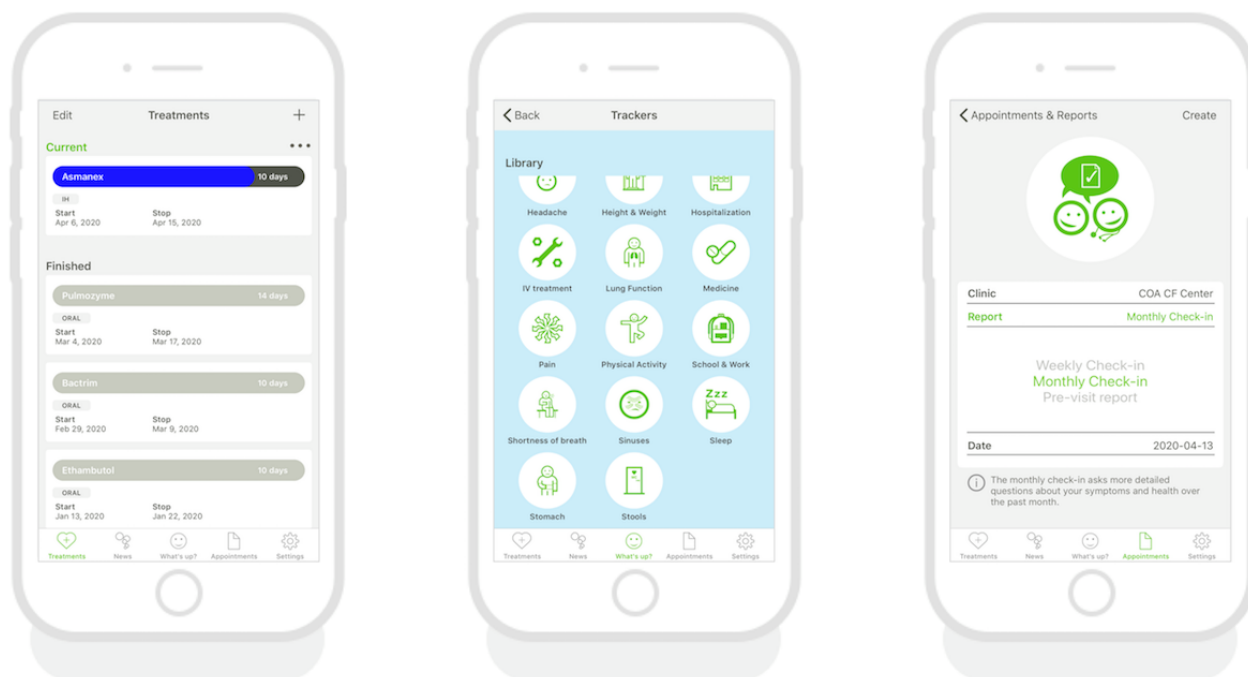 Edit Treatments +
Current
Asmanex 10 days
IH
Start Stop
Apr 6, 2020 Apr 15, 2020
Finished
Pulmozyme 14 days
ORAL
Start Stop
Mar 4, 2020 Mar 17, 2020
Bactrim 10 days
ORAL
Start Stop
Feb 29, 2020 Mar 9, 2020
Ethambutol 10 days
ORAL
Start Stop
Jan 13, 2020 Jan 22, 2020
Treatments News What's up? Appointments Settings
Back Trackers
Library
Headache Height & Weight Hospitalization
IV treatment Lung Function Medicine
Pain Physical Activity School & Work
Zzz
Shortness of breath Sinuses Sleep
Stomach Stools
Treatments News What's up? Appointments Settings
Appointments & Reports Create
Clinic COA CF Center
Report Monthly Check-in
Weekly Check-in
Monthly Check-in
Pre-visit report
Date 2020-04-13
The monthly check-in asks more detailed
questions about your symptoms and health over
the past month.
Treatments News What's up? Appointments Settings